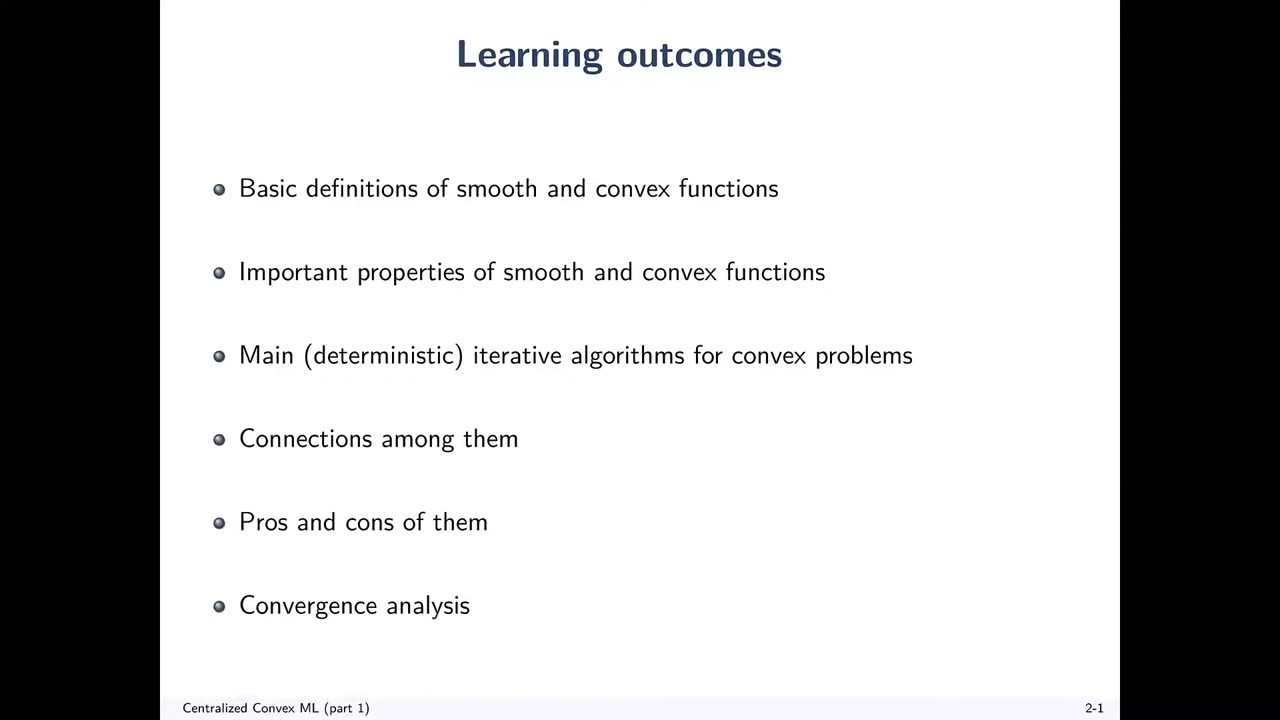 Learning outcomes
Basic definitions of smooth and convex functions
Important properties of smooth and convex functions
Main (deterministic) iterative algorithms for convex problems
Connections among them
Pros and cons of them
Convergence analysis
Centralized Convex ML (part 1)
2-1